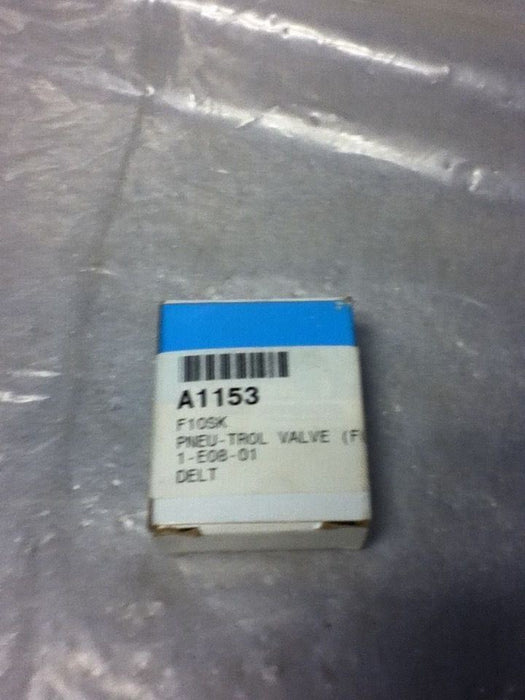 A1153
F10SK
PNEU-TROL VALVE (F
1-E08-01
DELT